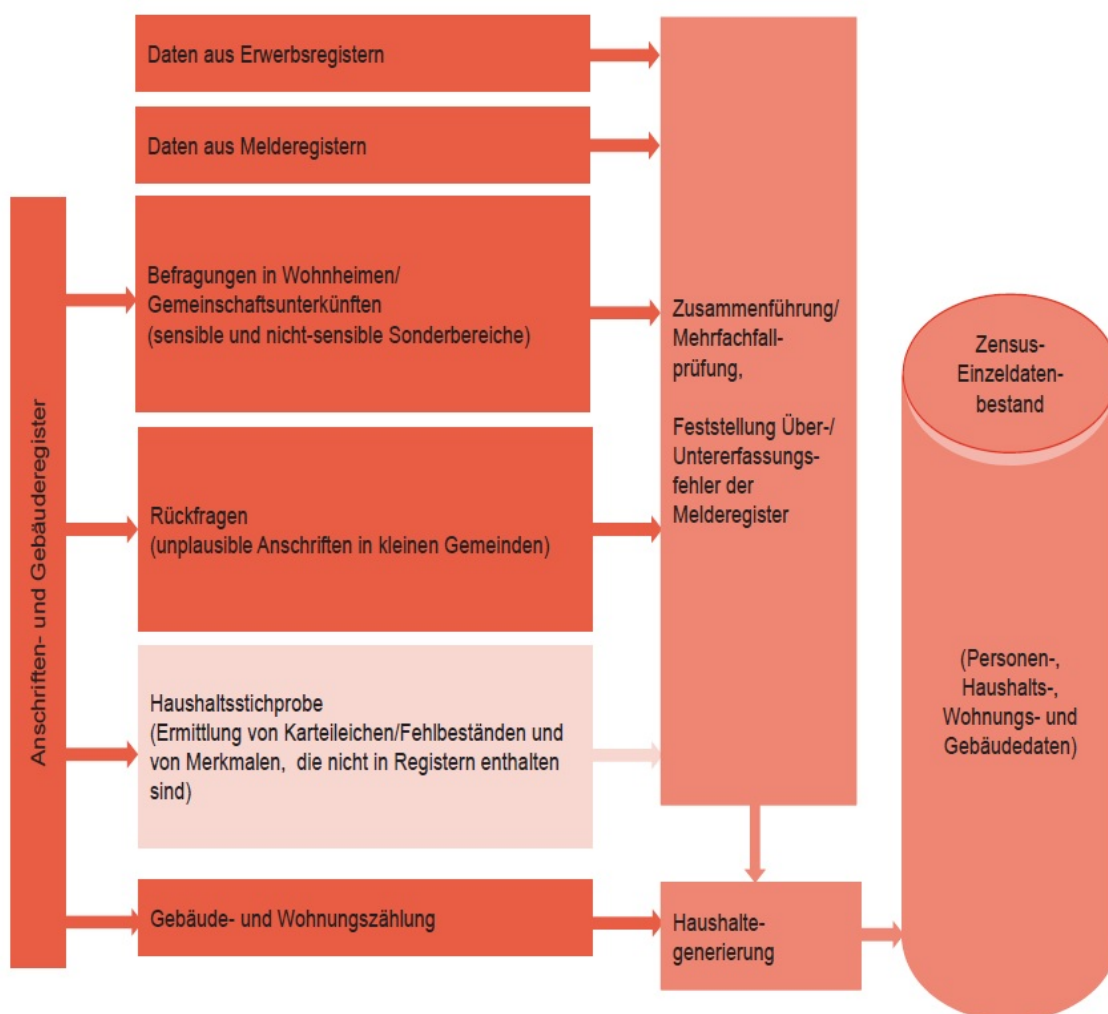 Anschriften- und Gebäuderegister
Daten aus Erwerbsregistern
Daten aus Melderegistern
Befragungen in Wohnheimen/
Gemeinschaftsunterkünften
(sensible und nicht-sensible Sonderbereiche)
Rückfragen
(unplausible Anschriften in kleinen Gemeinden)
Haushaltsstichprobe
(Ermittlung von Karteileichen/Fehlbeständen und
von Merkmalen, die nicht in Registern enthalten
sind)
Gebäude- und Wohnungszählung
Zusammenführung/
Mehrfachfall-
prüfung,
Feststellung Über-/
Untererfassungs-
fehler der
Melderegister
Haushalte-
generierung
Zensus-
Einzeldaten-
bestand
(Personen-,
Haushalts-,
Wohnungs- und
Gebäudedaten)